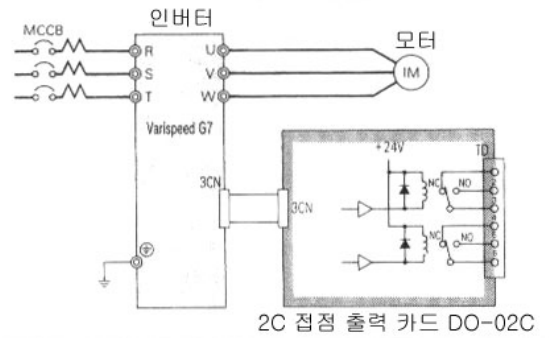 인버터
MCCB
모터
R
U
S
V
IM
T
W
Varispeed G7
+24V
TD
3CN
NC
NO
3CN
NC
NO
2C 접점 출력 카드 DO-02C